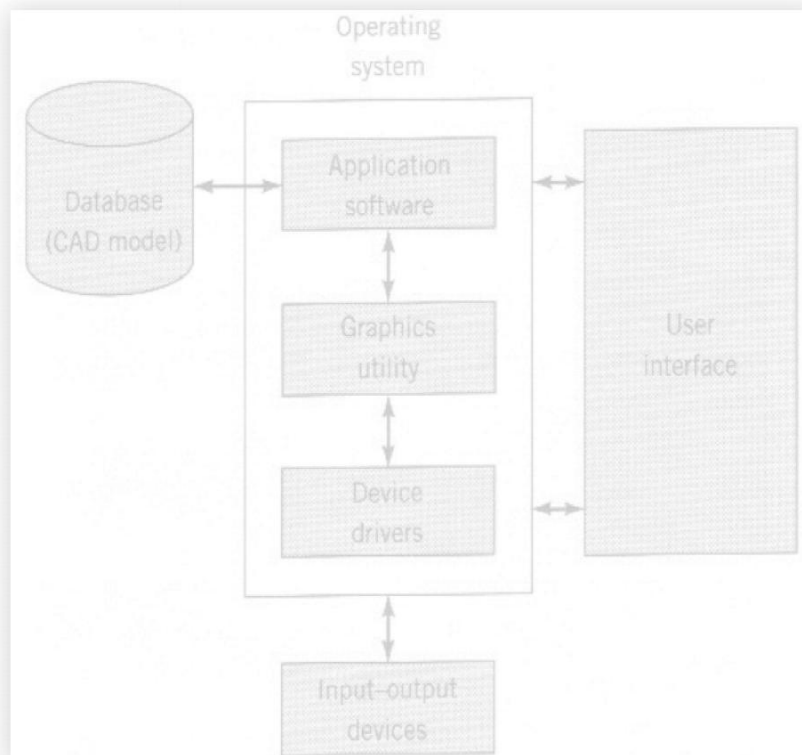 Operating
system
Database
(CAD model)
Application
software
Graphics
utility
Device
drivers
User
interface
Input–output
devices